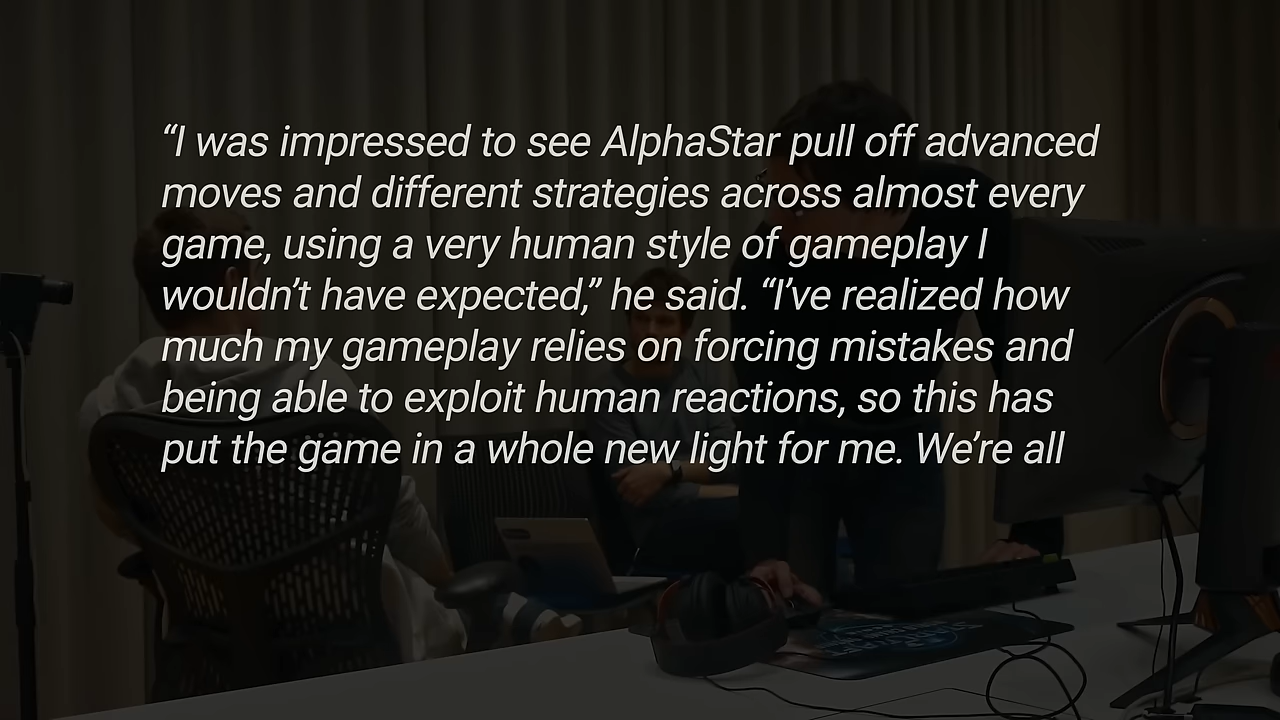 “I was impressed to see AlphaStar pull off advanced
moves and different strategies across almost every
game, using a very human style of gameplay I
wouldn’t have expected,” he said. “I’ve realized how
much my gameplay relies on forcing mistakes and
being able to exploit human reactions, so this has
put the game in a whole new light for me. We’re all